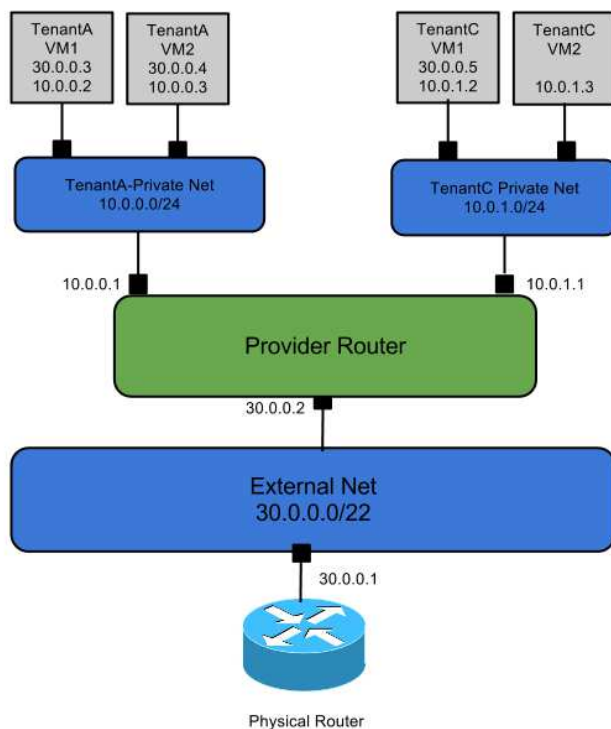 TenantA
VM1
30.0.0.3
10.0.0.2
TenantA
VM2
30.0.0.4
10.0.0.3
TenantC
VM1
30.0.0.5
10.0.1.2
TenantC
VM2
10.0.1.3
TenantA-Private Net
10.0.0.0/24
TenantC Private Net
10.0.1.0/24
10.0.0.1
10.0.1.1
Provider Router
30.0.0.2
External Net
30.0.0.0/22
30.0.0.1
Physical Router